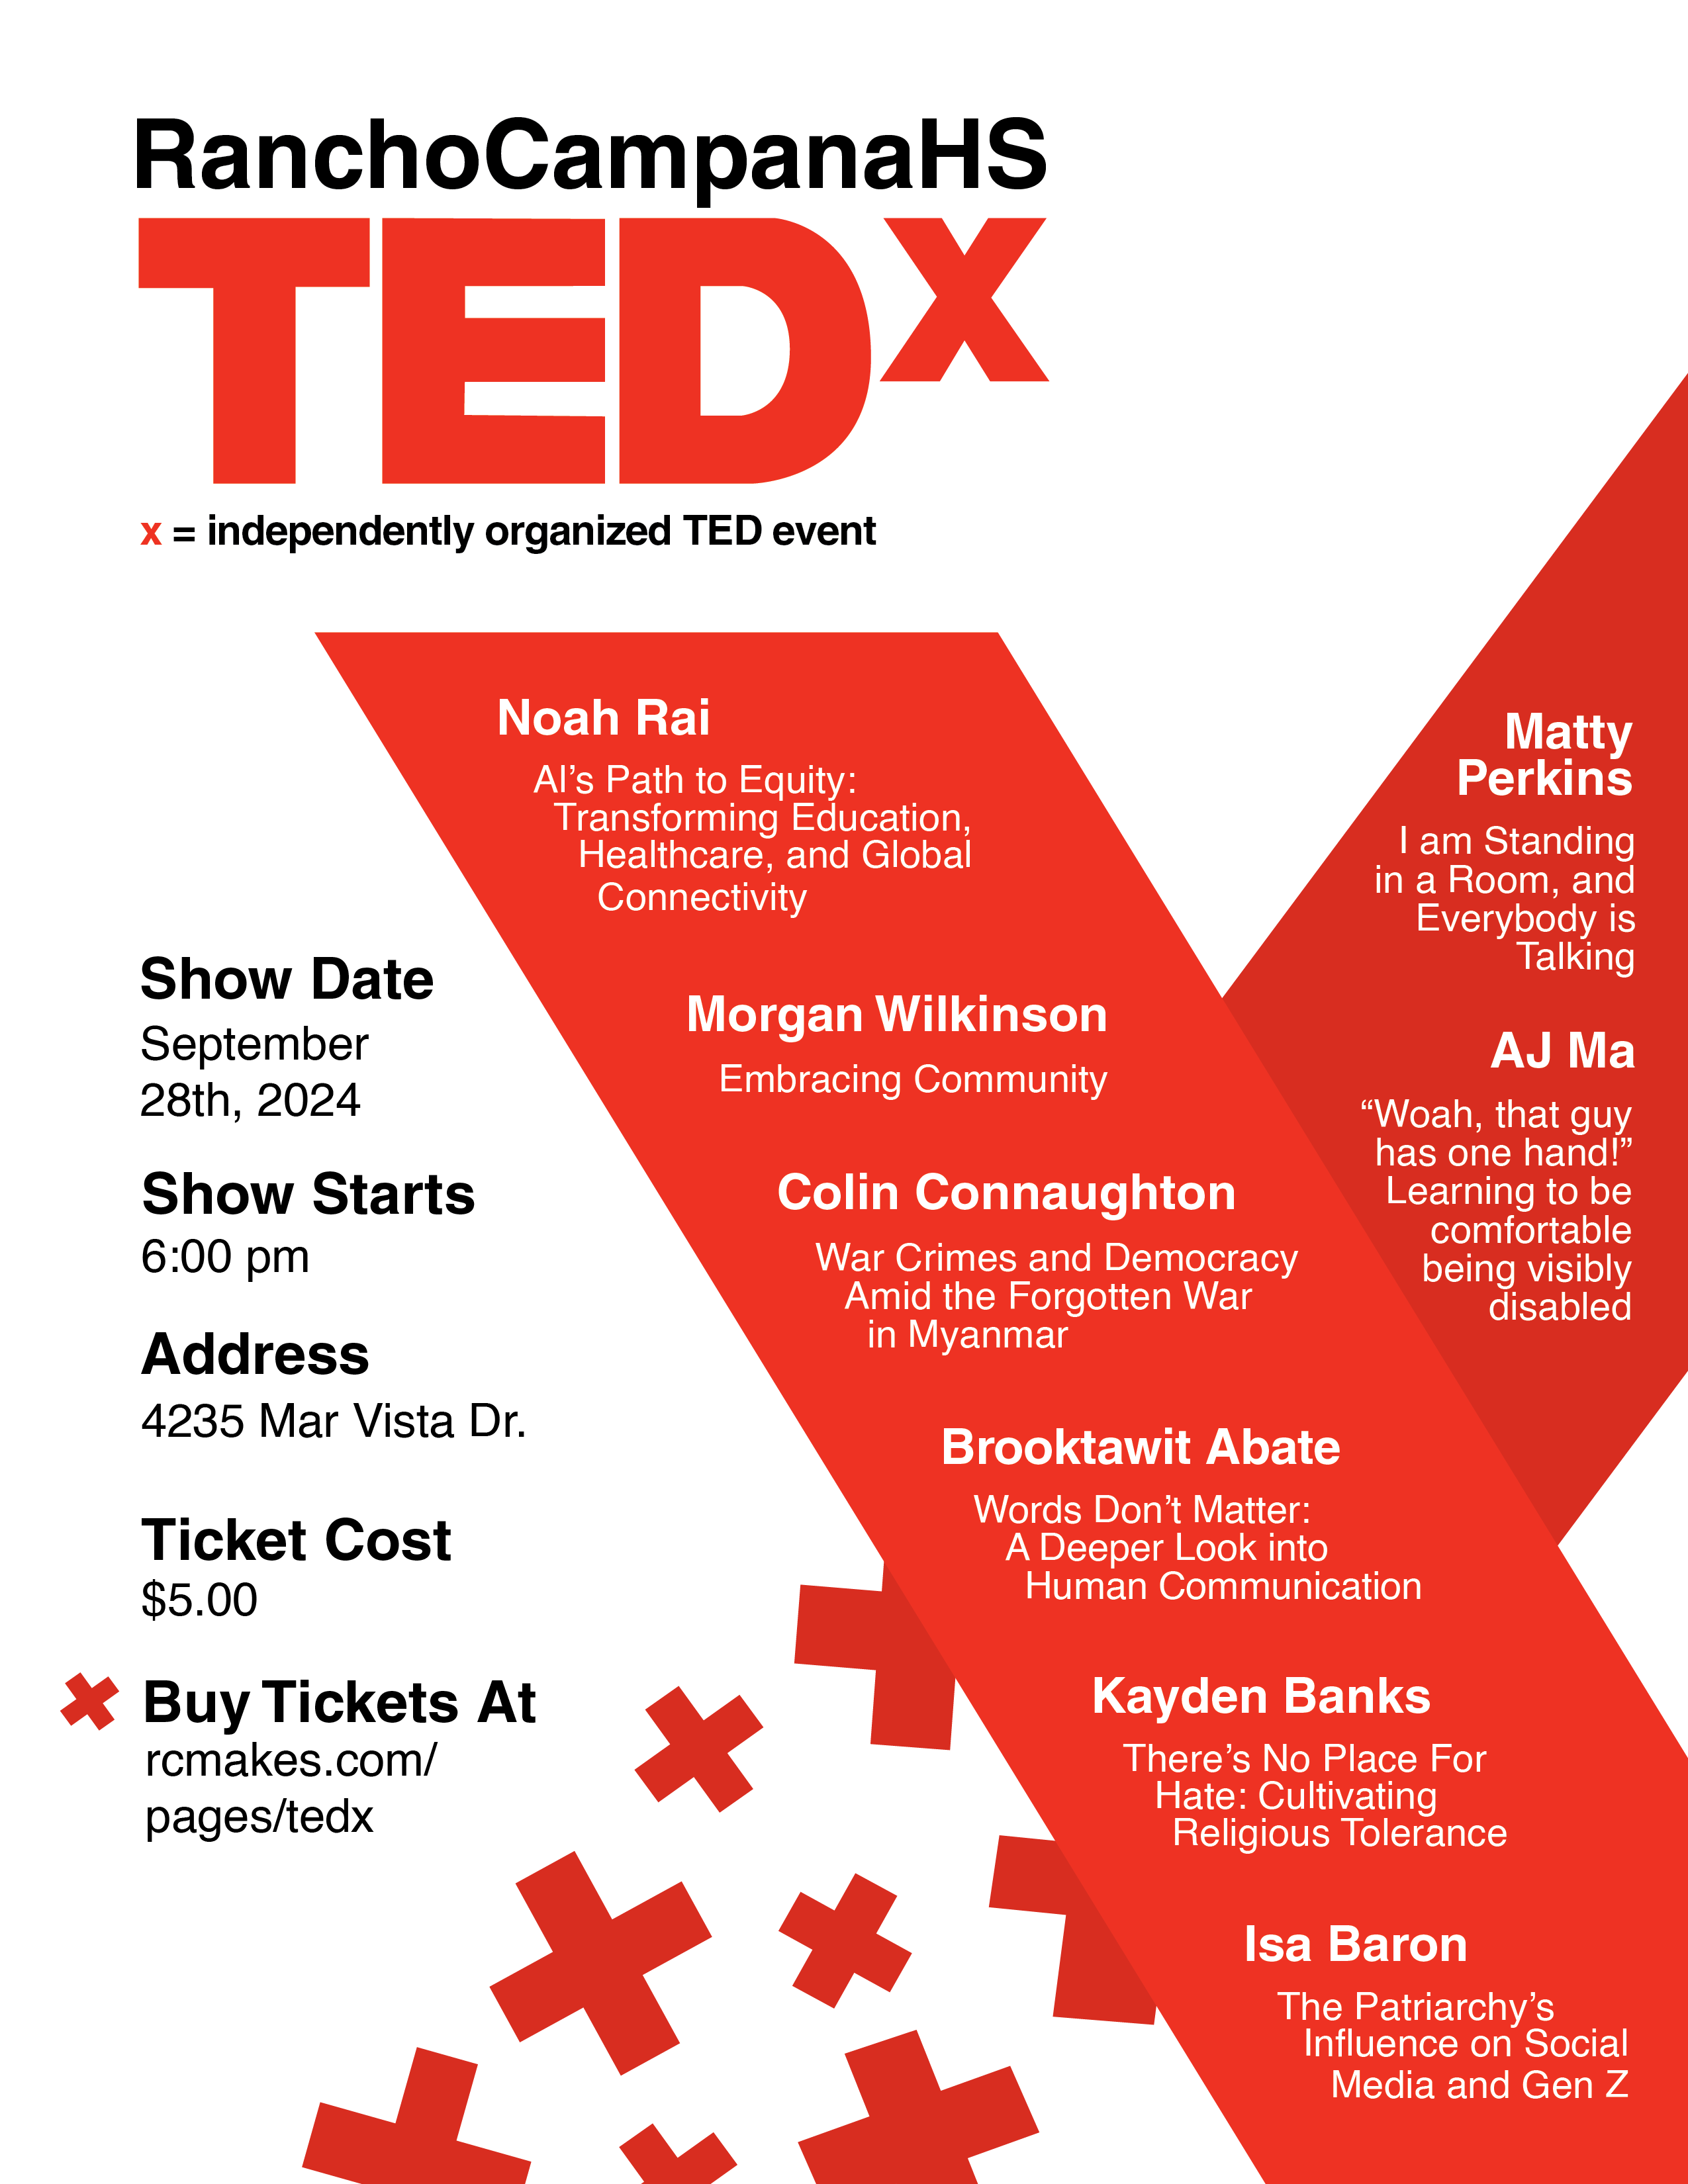 RanchoCampanaHS
TEDx
x = independently organized TED event
Noah Rai
AI’s Path to Equity:
Transforming Education,
Healthcare, and Global
Connectivity
Morgan Wilkinson
Embracing Community
Colin Connaughton
War Crimes and Democracy
Amid the Forgotten War
in Myanmar
Brooktawit Abate
Words Don’t Matter:
A Deeper Look into
Human Communication
Kayden Banks
There’s No Place For
Hate: Cultivating
Religious Tolerance
Isa Baron
The Patriarchy’s
Influence on Social
Media and Gen Z
Matty
Perkins
I am Standing
in a Room, and
Everybody is
Talking
AJ Ma
“Woah, that guy
has one hand!”
Learning to be
comfortable
being visibly
disabled
Show Date
September
28th, 2024
Show Starts
6:00 pm
Address
4235 Mar Vista Dr.
Ticket Cost
$5.00
Buy Tickets At
rcmakes.com/
pages/tedx